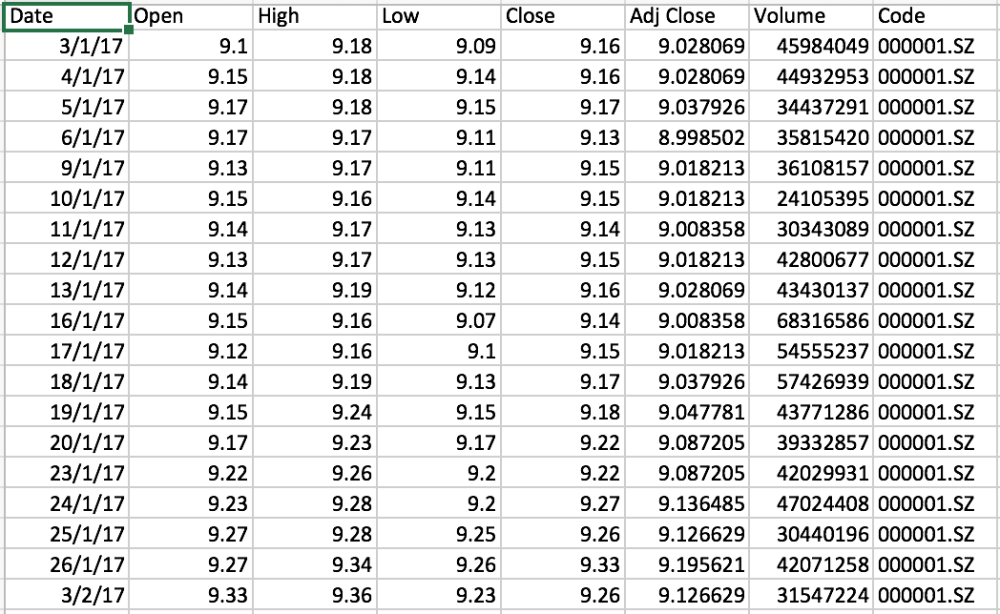 Date Open High Low Close Adj Close Volume Code
3/1/17 9.1 9.18 9.09 9.16 9.028069 45984049 000001.SZ
4/1/17 9.15 9.18 9.14 9.16 9.028069 44932953 000001.SZ
5/1/17 9.17 9.18 9.15 9.17 9.037926 34437291 000001.SZ
6/1/17 9.17 9.17 9.11 9.13 8.998502 35815420 000001.SZ
9/1/17 9.13 9.17 9.11 9.15 9.018213 36108157 000001.SZ
10/1/17 9.15 9.16 9.14 9.15 9.018213 24105395 000001.SZ
11/1/17 9.14 9.17 9.13 9.14 9.008358 30343089 000001.SZ
12/1/17 9.13 9.17 9.13 9.15 9.018213 42800677 000001.SZ
13/1/17 9.14 9.19 9.12 9.16 9.028069 43430137 000001.SZ
16/1/17 9.15 9.16 9.07 9.14 9.008358 68316586 000001.SZ
17/1/17 9.12 9.16 9.1 9.15 9.018213 54555237 000001.SZ
18/1/17 9.14 9.19 9.13 9.17 9.037926 57426939 000001.SZ
19/1/17 9.15 9.24 9.15 9.18 9.047781 43771286 000001.SZ
20/1/17 9.17 9.23 9.17 9.22 9.087205 39332857 000001.SZ
23/1/17 9.22 9.26 9.2 9.22 9.087205 42029931 000001.SZ
24/1/17 9.23 9.28 9.2 9.27 9.136485 47024408 000001.SZ
25/1/17 9.27 9.28 9.25 9.26 9.126629 30440196 000001.SZ
26/1/17 9.27 9.34 9.26 9.33 9.195621 42071258 000001.SZ
3/2/17 9.33 9.36 9.23 9.26 9.126629 31547224 000001.SZ